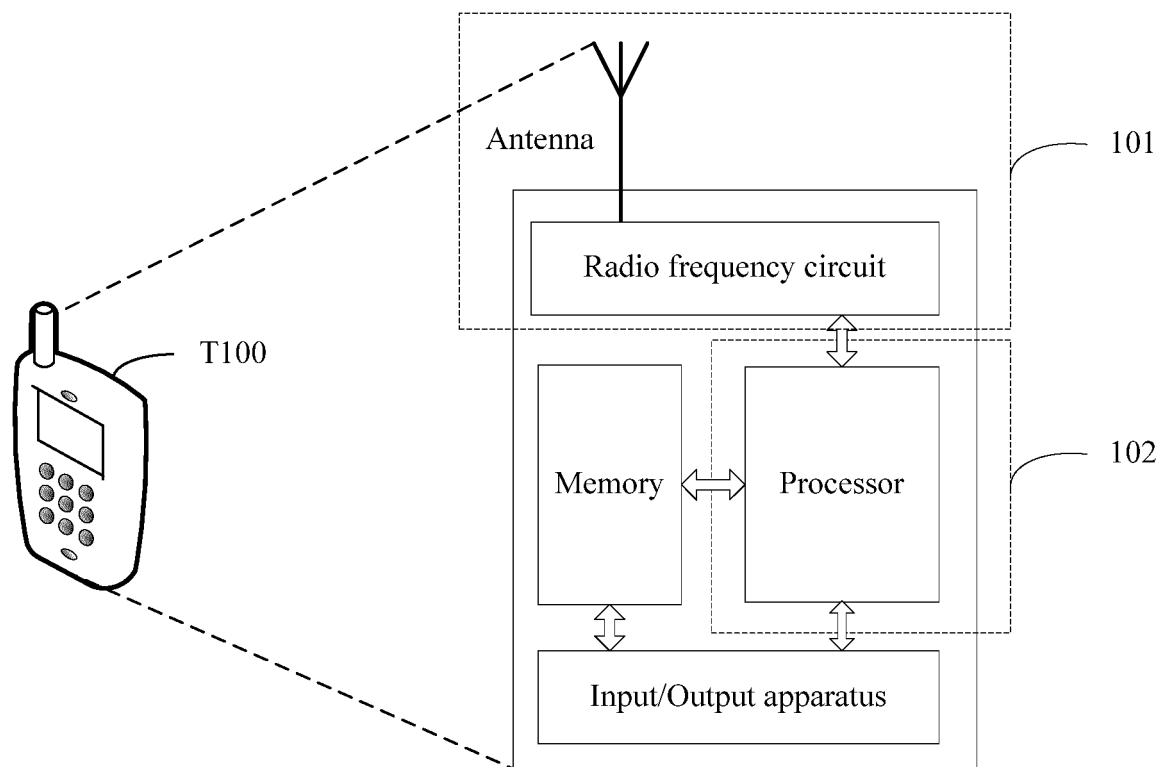 Antenna
101
Radio frequency circuit
T100
Memory
Processor
102
Input/Output apparatus